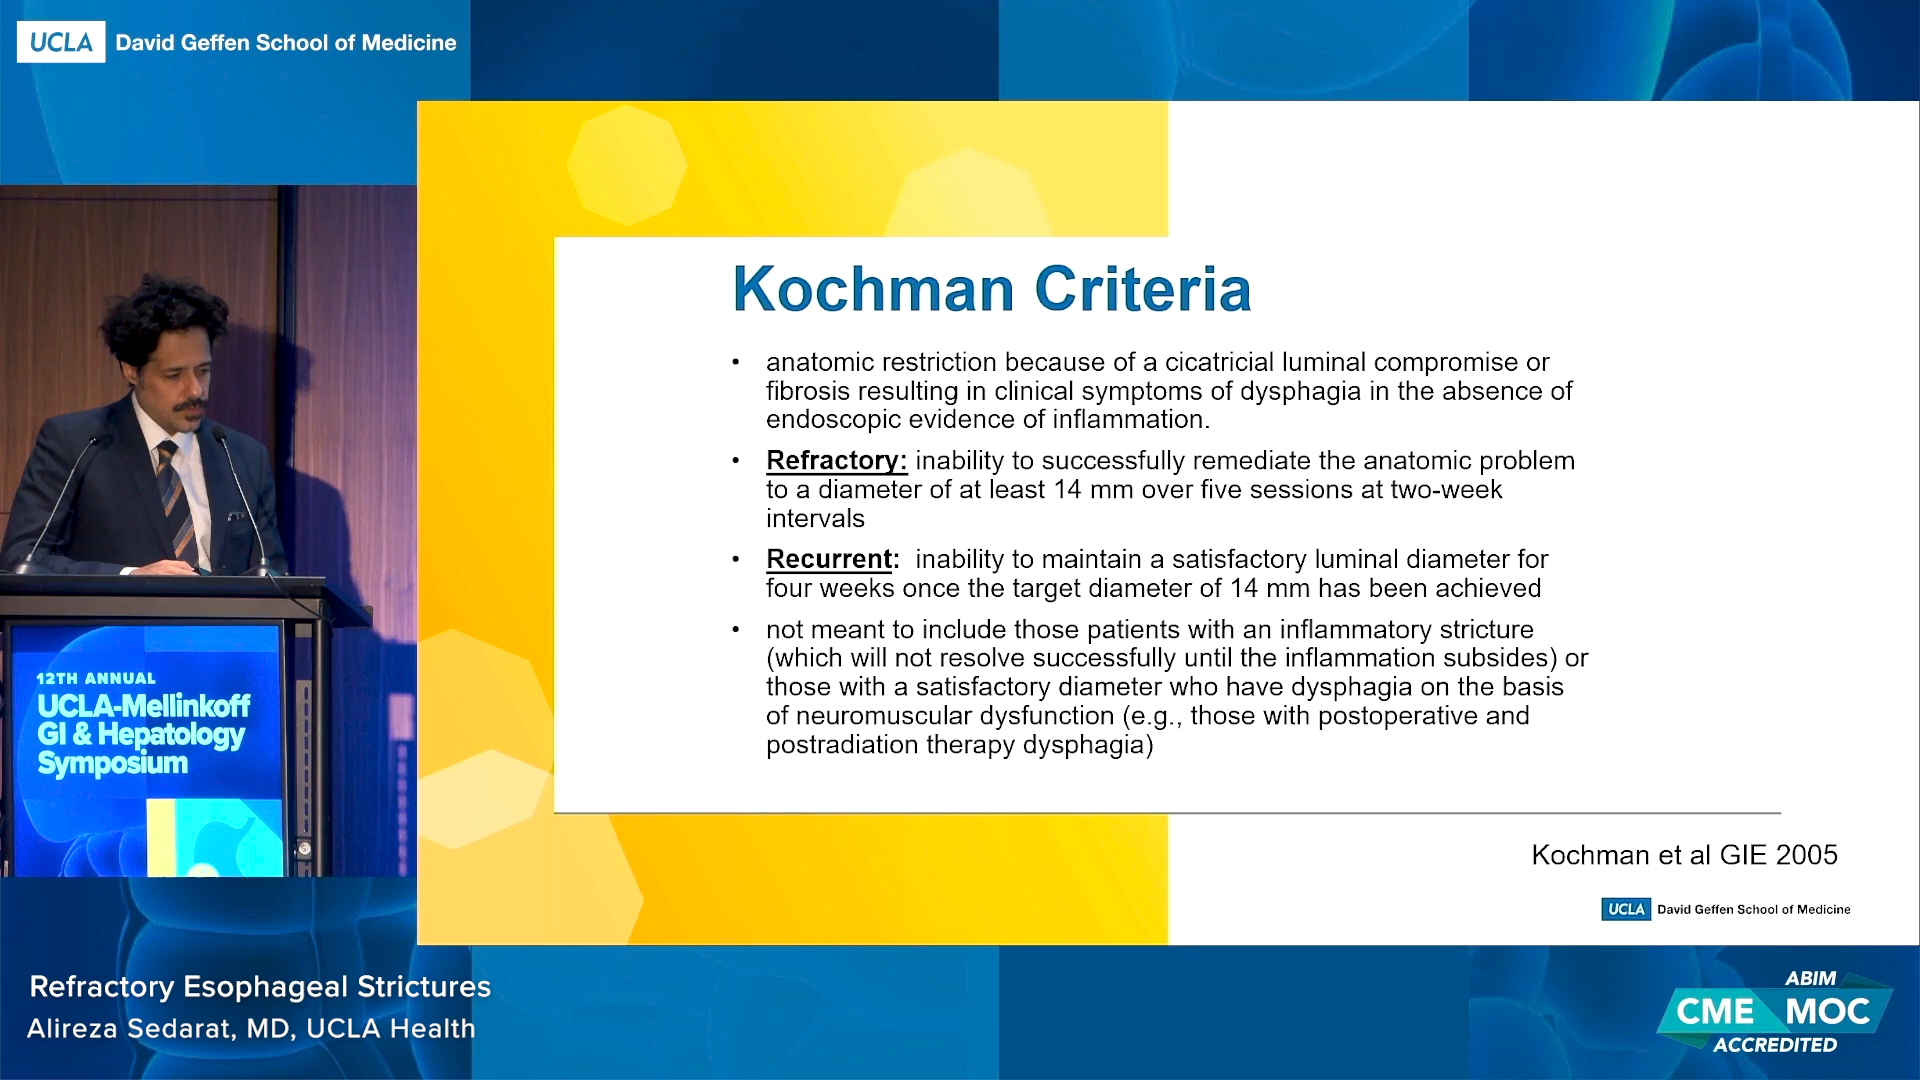 UCLA David Geffen School of Medicine
Kochman Criteria
• anatomic restriction because of a cicatricial luminal compromise or
fibrosis resulting in clinical symptoms of dysphagia in the absence of
endoscopic evidence of inflammation.
• Refractory: inability to successfully remediate the anatomic problem
to a diameter of at least 14 mm over five sessions at two-week
intervals
• Recurrent: inability to maintain a satisfactory luminal diameter for
four weeks once the target diameter of 14 mm has been achieved
• not meant to include those patients with an inflammatory stricture
(which will not resolve successfully until the inflammation subsides) or
those with a satisfactory diameter who have dysphagia on the basis
of neuromuscular dysfunction (e.g., those with postoperative and
postradiation therapy dysphagia)
Kochman et al GIE 2005
UCLA David Geffen School of Medicine
12TH ANNUAL
UCLA-Mellinkoff
GI & Hepatology
Symposium
Refractory Esophageal Strictures
Alireza Sedarat, MD, UCLA Health
ABIM
CME MOC
ACCREDITED